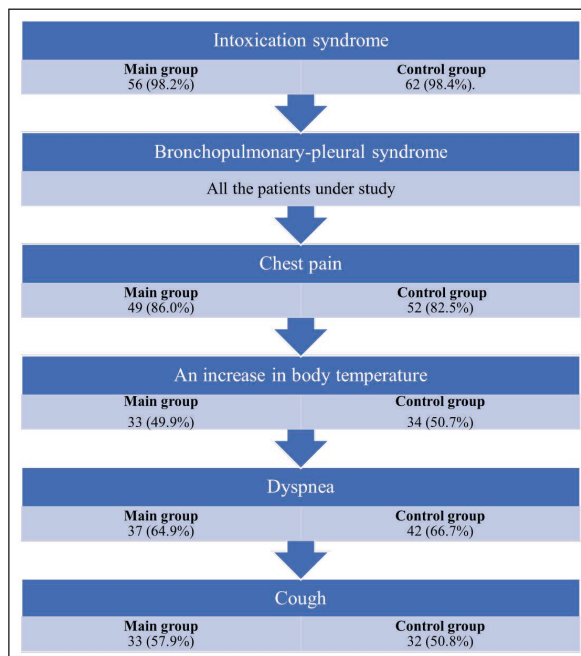 Intoxication syndrome
Main group Control group
56 (98.2%) 62 (98.4%).
Bronchopulmonary-pleural syndrome
All the patients under study
Chest pain
Main group Control group
49 (86.0%) 52 (82.5%)
An increase in body temperature
Main group Control group
33 (49.9%) 34 (50.7%)
Dyspnea
Main group Control group
37 (64.9%) 42 (66.7%)
Cough
Main group Control group
33 (57.9%) 32 (50.8%)